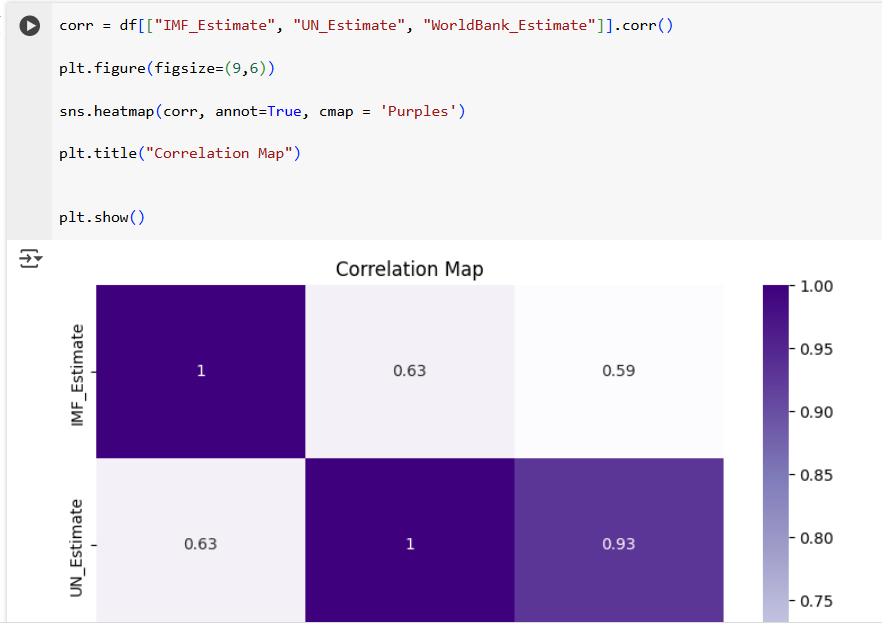 corr = df[["IMF_Estimate", "UN_Estimate", "WorldBank_Estimate"]].corr()
plt.figure(figsize=(9,6))
sns.heatmap(corr, annot=True, cmap = 'Purples')
plt.title("Correlation Map")
plt.show()
Correlation Map
IMF_Estimate
1
0.63
0.59
UN_Estimate
0.63
1
0.93
1.00
0.95
0.90
0.85
0.80
0.75